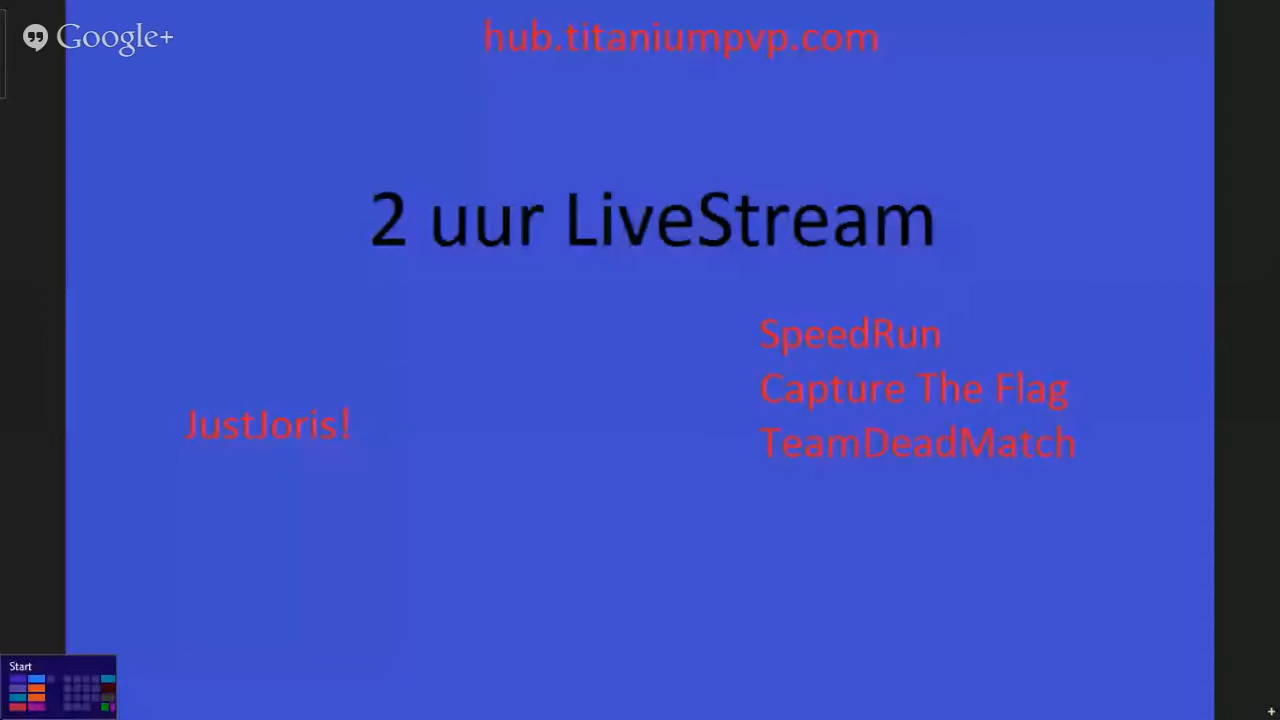 Google+
hub.titaniumpvp.com
2 uur LiveStream
SpeedRun
Capture The Flag
JustJoris!
TeamDeadMatch
Start